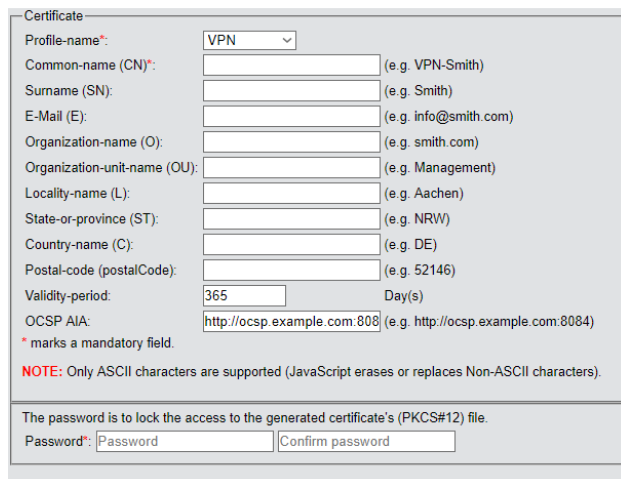 Certificate
Profile-name*: VPN
Common-name (CN)*: (e.g. VPN-Smith)
Surname (SN): (e.g. Smith)
E-Mail (E): (e.g. info@smith.com)
Organization-name (O): (e.g. smith.com)
Organization-unit-name (OU): (e.g. Management)
Locality-name (L): (e.g. Aachen)
State-or-province (ST): (e.g. NRW)
Country-name (C): (e.g. DE)
Postal-code (postalCode): (e.g. 52146)
Validity-period: 365 Day(s)
OCSP AIA: http://ocsp.example.com:808 (e.g. http://ocsp.example.com:8084)
* marks a mandatory field.
NOTE: Only ASCII characters are supported (JavaScript erases or replaces Non-ASCII characters).
The password is to lock the access to the generated certificate's (PKCS#12) file.
Password*: Password Confirm password